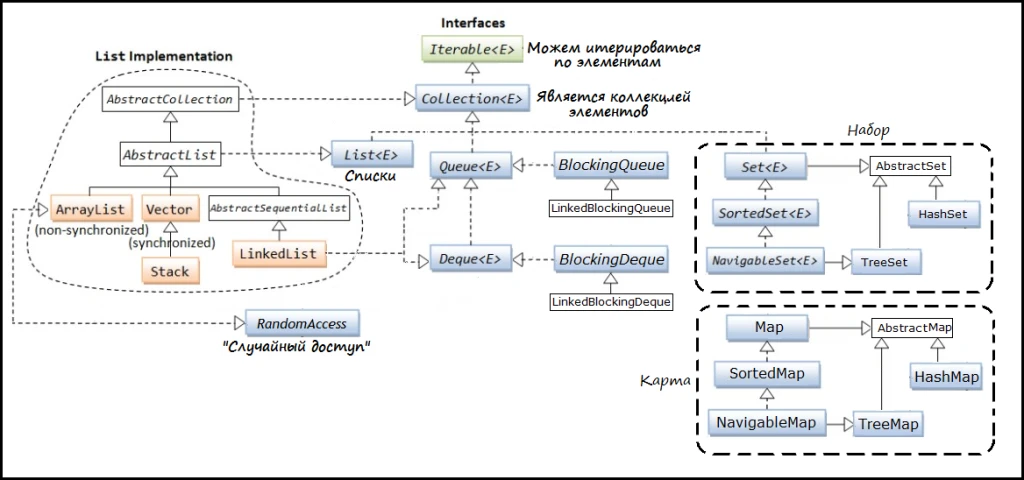 Interfaces
List Implementation
Iterable<E>
Можем итерироваться
по элементам
AbstractCollection
Collection<E>
Является коллекцией
элементов
AbstractList
List<E>
Списки
Queue<E>
BlockingQueue
LinkedBlockingQueue
ArrayList
(non-synchronized)
Vector
(synchronized)
AbstractSequentialList
Stack
LinkedList
Deque<E>
BlockingDeque
LinkedBlockingDeque
RandomAccess
"Случайный доступ"
Набор
Set<E>
AbstractSet
SortedSet<E>
HashSet
NavigableSet<E>
TreeSet
Карта
Map
AbstractMap
SortedMap
HashMap
NavigableMap
TreeMap